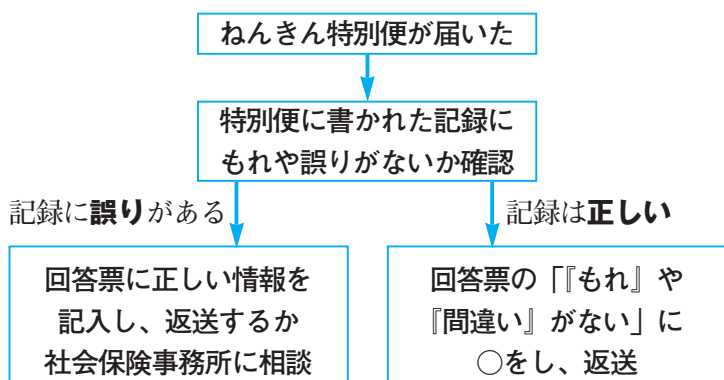 ねんきん特別便が届いた
特別便に書かれた記録に
もれや誤りがないか確認
記録に誤りがある
記録は正しい
回答票に正しい情報を
記入し、返送するか
社会保険事務所に相談
回答票の「『もれ』や
『間違い』がない」に
○をし、返送